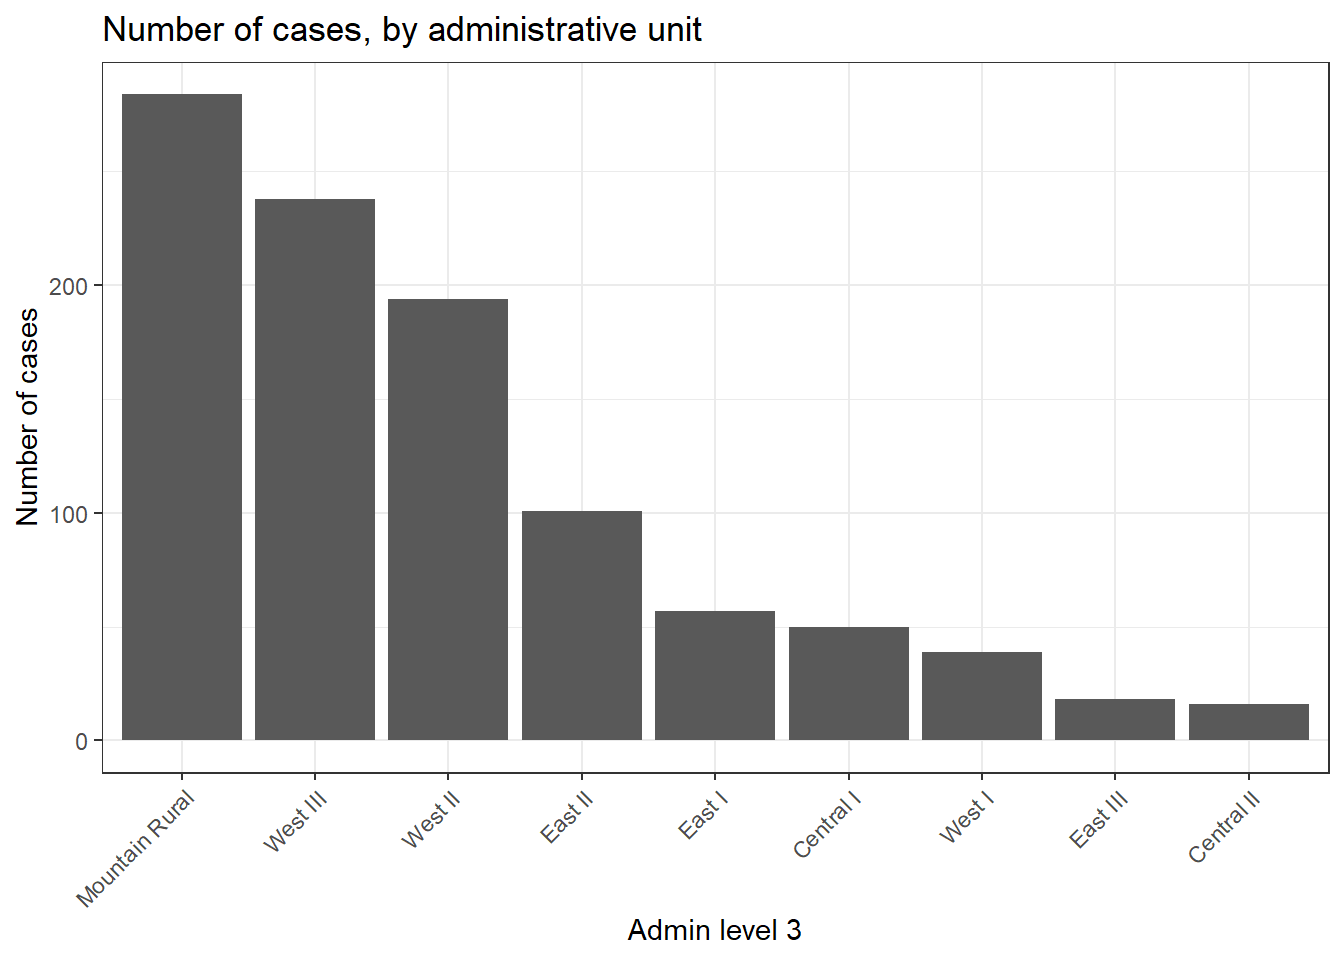 Number of cases, by administrative unit
Number of cases
200
100
0
Mountain Rural
West III
West II
East II
East I
Central I
West I
East III
Central II
Admin level 3